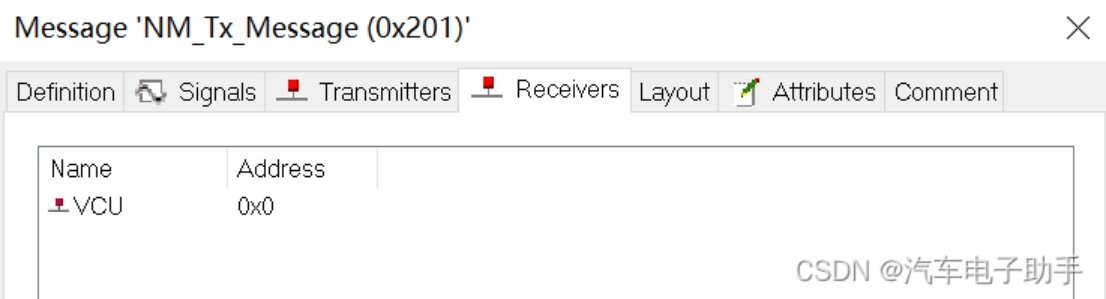 Message 'NM_Tx_Message (0x201)'
Definition Signals Transmitters Receivers Layout Attributes Comment
Name Address
VCU 0x0
CSDN @汽车电子助手